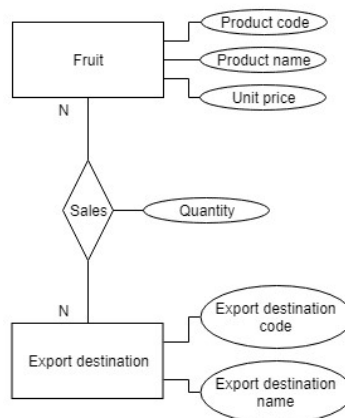 Product code
Fruit
Product name
Unit price
N
Sales
Quantity
N
Export destination
code
Export destination
Export destination
name